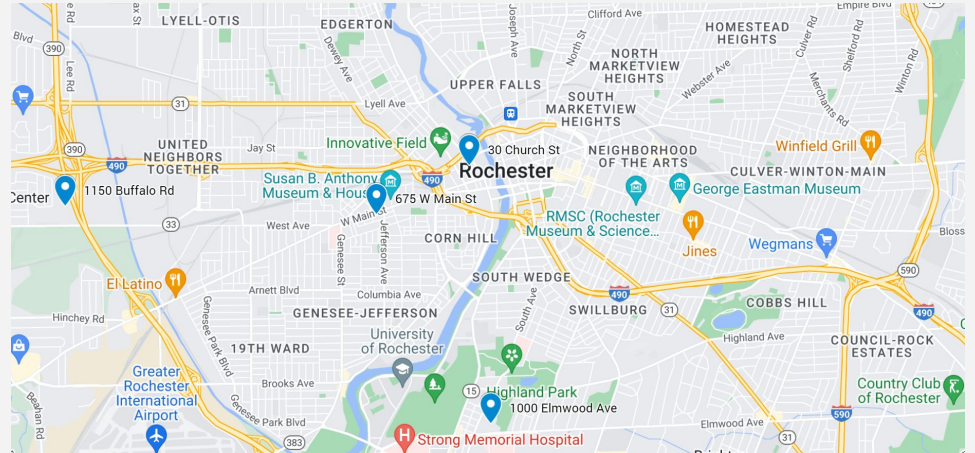 Clifford Ave
Empire Blvd
LYELL-OTIS
EDGERTON
Joseph Ave
North St
HOMESTEAD
HEIGHTS
Culver Rd
Shelford Rd
Winton Rd
Blvd
390
Lee Rd
Dewey Ave
NORTH
MARKETVIEW
HEIGHTS
Webster Ave
Merchants Rd
UPPER FALLS
31
Lyell Ave
SOUTH
MARKETVIEW
HEIGHTS
390
490
UNITED
NEIGHBORS
TOGETHER
Jay St
Innovative Field
30 Church St
Rochester
NEIGHBORHOOD
OF THE ARTS
Winfield Grill
CULVER-WINTON-MAIN
Center
1150 Buffalo Rd
Susan B. Anthony
Museum & House
490
675 W Main St
George Eastman Museum
33
West Ave
W Main St
RMSC (Rochester
Museum & Science...
Jines
Wegmans
Bloss
Genesee St
Jefferson Ave
CORN HILL
590
El Latino
Arnett Blvd
Columbia Ave
SOUTH WEDGE
490
COBBS HILL
490
Hinchey Rd
Genesee Park Blvd
GENESEE-JEFFERSON
South Ave
SWILLBURG
31
Highland Ave
19TH WARD
University
of Rochester
COUNCIL-ROCK
ESTATES
Greater
Rochester
International
Airport
Brooks Ave
15
Highland Park
1000 Elmwood Ave
Country Club
of Rochester
Beahan Rd
Genesee Park Blvd
383
H
Strong Memorial Hospital
Elmwood Ave
590
31